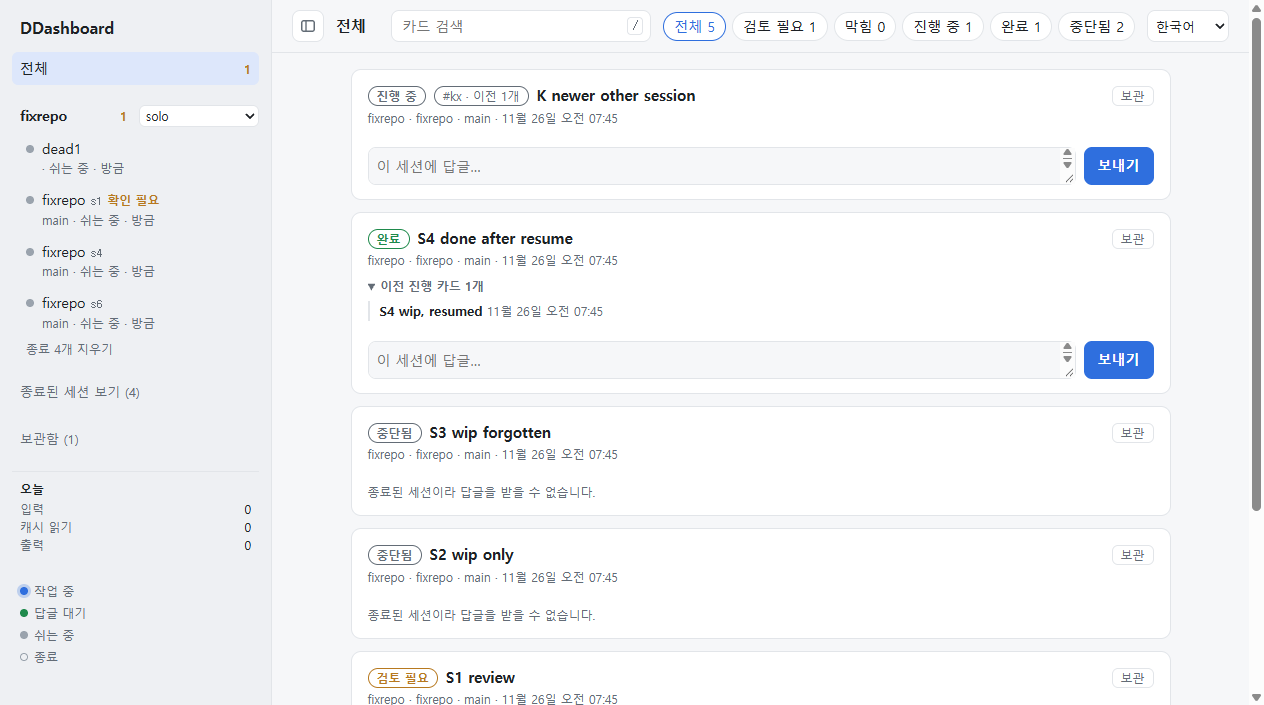 DDashboard
전체 1
fixrepo 1 solo
dead1
· 쉬는 중 · 방금
fixrepo s1 확인 필요
main · 쉬는 중 · 방금
fixrepo s4
main · 쉬는 중 · 방금
fixrepo s6
main · 쉬는 중 · 방금
종료 4개 지우기
종료된 세션 보기 (4)
보관함 (1)
오늘
입력 0
캐시 읽기 0
출력 0
작업 중
답글 대기
쉬는 중
종료
전체 카드 검색 / 전체 5 검토 필요 1 막힘 0 진행 중 1 완료 1 중단됨 2 한국어
진행 중 #kx · 이전 1개 K newer other session 보관
fixrepo · fixrepo · main · 11월 26일 오전 07:45
이 세션에 답글... 보내기
완료 S4 done after resume 보관
fixrepo · fixrepo · main · 11월 26일 오전 07:45
▼ 이전 진행 카드 1개
S4 wip, resumed 11월 26일 오전 07:45
이 세션에 답글... 보내기
중단됨 S3 wip forgotten 보관
fixrepo · fixrepo · main · 11월 26일 오전 07:45
종료된 세션이라 답글을 받을 수 없습니다.
중단됨 S2 wip only 보관
fixrepo · fixrepo · main · 11월 26일 오전 07:45
종료된 세션이라 답글을 받을 수 없습니다.
검토 필요 S1 review 보관
fixrepo · fixrepo · main · 11월 26일 오전 07:45